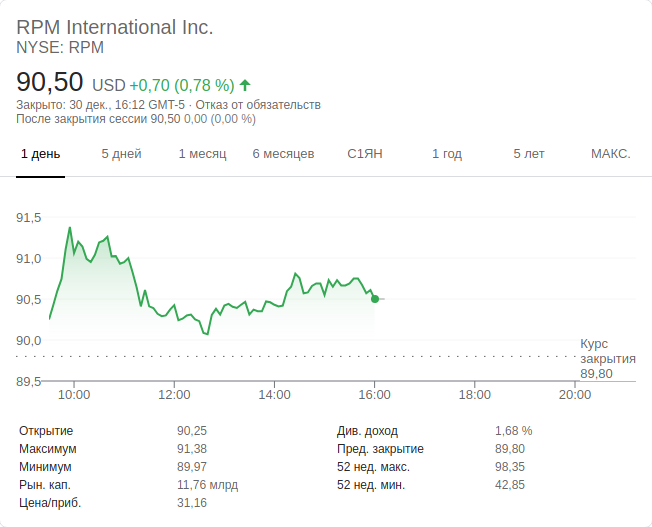 RPM International Inc.
NYSE: RPM
90,50 USD +0,70 (0,78 %)
Закрыто: 30 дек., 16:12 GMT-5 · Отказ от обязательств
После закрытия сессии 90,50 0,00 (0,00 %)
1 день 5 дней 1 месяц 6 месяцев С1ЯН 1 год 5 лет МАКС.
91,5
91,0
90,5
90,0
Курс
закрытия
89,80
89,5
10:00 12:00 14:00 16:00 18:00 20:00
Открытие 90,25 Див. доход 1,68 %
Максимум 91,38 Пред. закрытие 89,80
Минимум 89,97 52 нед. макс. 98,35
Рын. кап. 11,76 млрд 52 нед. мин. 42,85
Цена/приб. 31,16